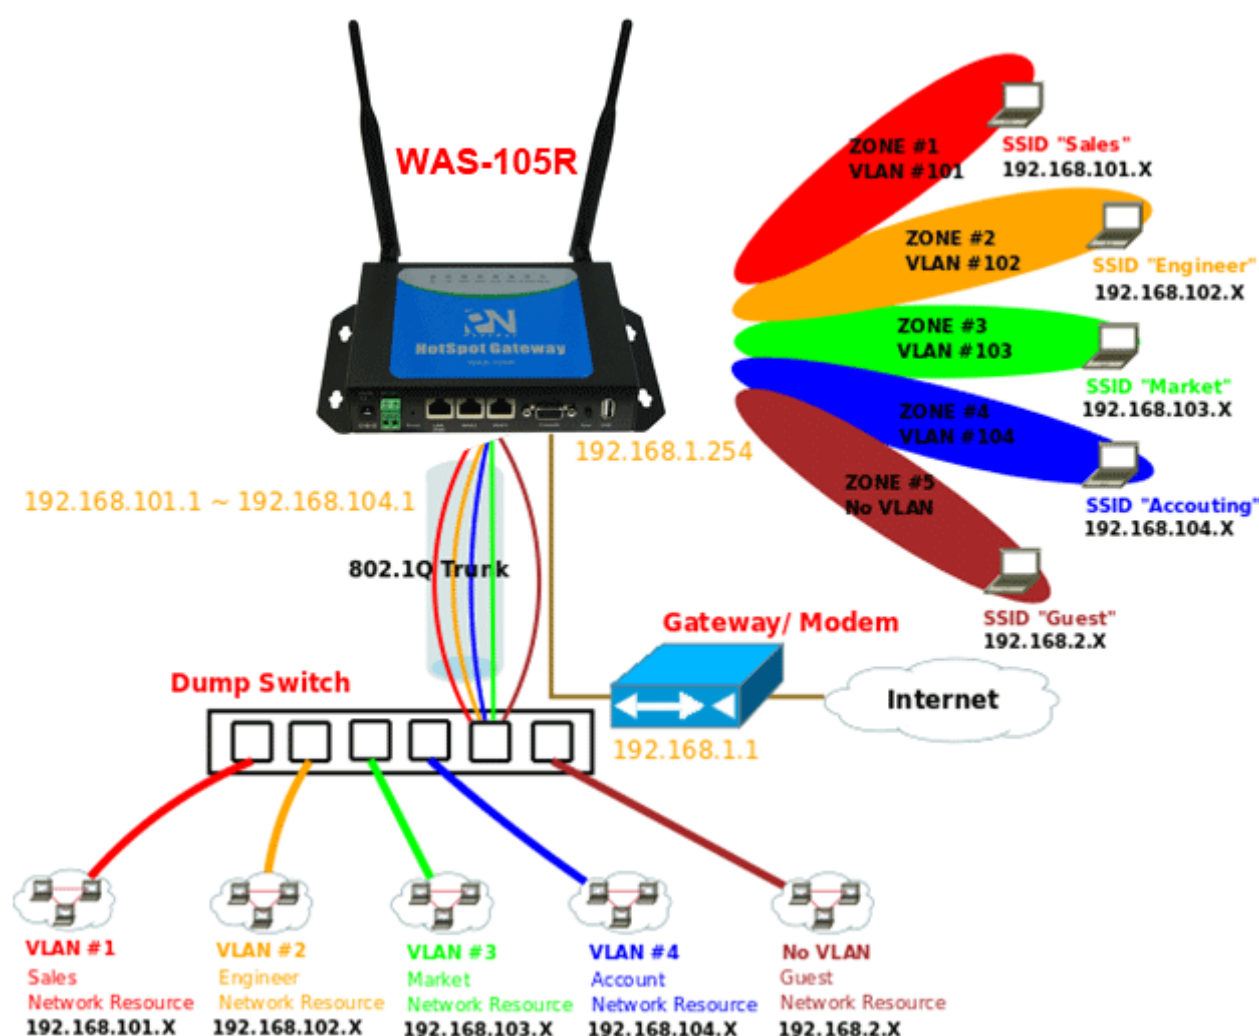 WAS-105R
HotSpot Gateway
ZONE #1
VLAN #101
SSID "Sales"
192.168.101.X
ZONE #2
VLAN #102
SSID "Engineer"
192.168.102.X
ZONE #3
VLAN #103
SSID "Market"
192.168.103.X
ZONE #4
VLAN #104
SSID "Accouting"
192.168.104.X
ZONE #5
No VLAN
SSID "Guest"
192.168.2.X
192.168.1.254
192.168.101.1 ~ 192.168.104.1
802.1Q Trunk
Gateway/ Modem
Internet
192.168.1.1
Dump Switch
VLAN #1
Sales
Network Resource
192.168.101.X
VLAN #2
Engineer
Network Resource
192.168.102.X
VLAN #3
Market
Network Resource
192.168.103.X
VLAN #4
Account
Network Resource
192.168.104.X
No VLAN
Guest
Network Resource
192.168.2.X